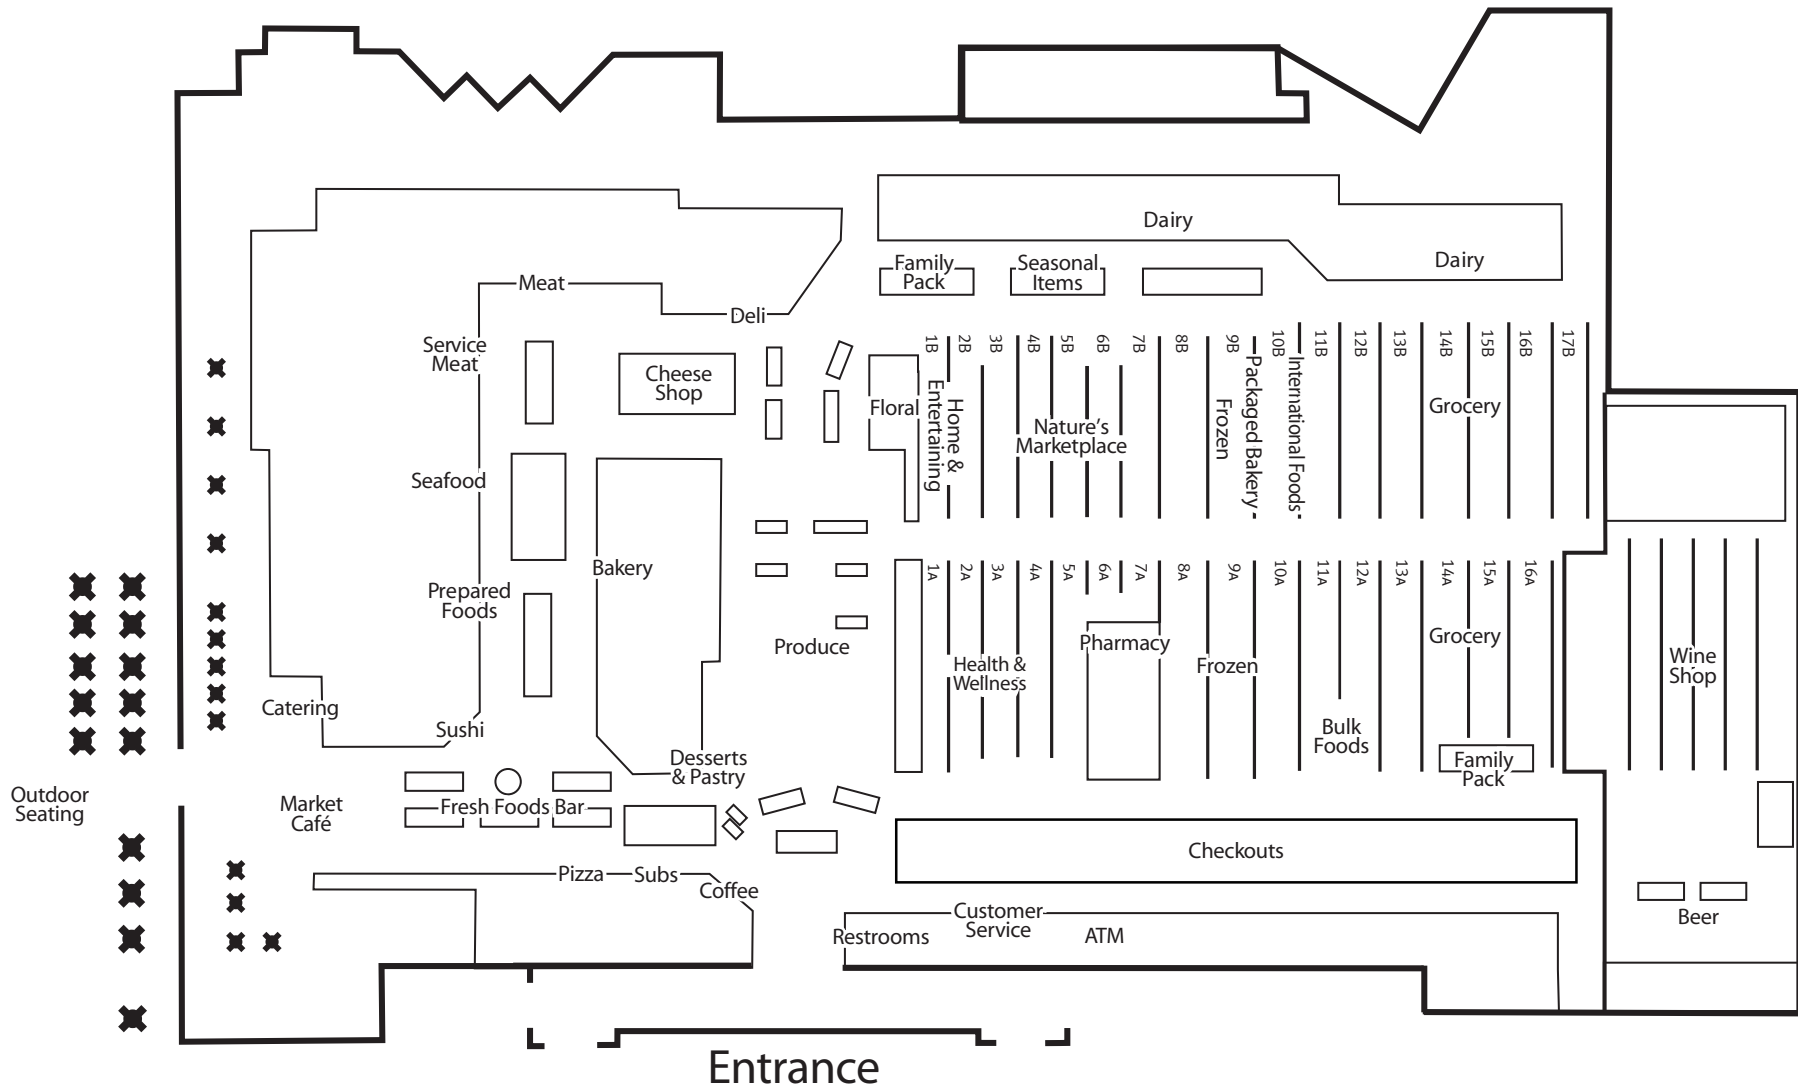 Dairy
Dairy
Family
Pack
Seasonal
Items
Meat
Deli
Service
Meat
Cheese
Shop
Floral
1B
2B
3B
4B
5B
6B
7B
8B
9B
10B
11B
12B
13B
14B
15B
16B
17B
Home &
Entertaining
Nature's
Marketplace
Frozen
Packaged Bakery
International Foods
Grocery
Seafood
Bakery
Prepared
Foods
Produce
1A
2A
3A
4A
5A
6A
7A
8A
9A
10A
11A
12A
13A
14A
15A
16A
Health &
Wellness
Pharmacy
Frozen
Grocery
Wine
Shop
Catering
Sushi
Bulk
Foods
Desserts
& Pastry
Family
Pack
Outdoor
Seating
Market
Café
Fresh Foods Bar
Checkouts
Pizza
Subs
Coffee
Customer
Service
Restrooms
ATM
Beer
Entrance